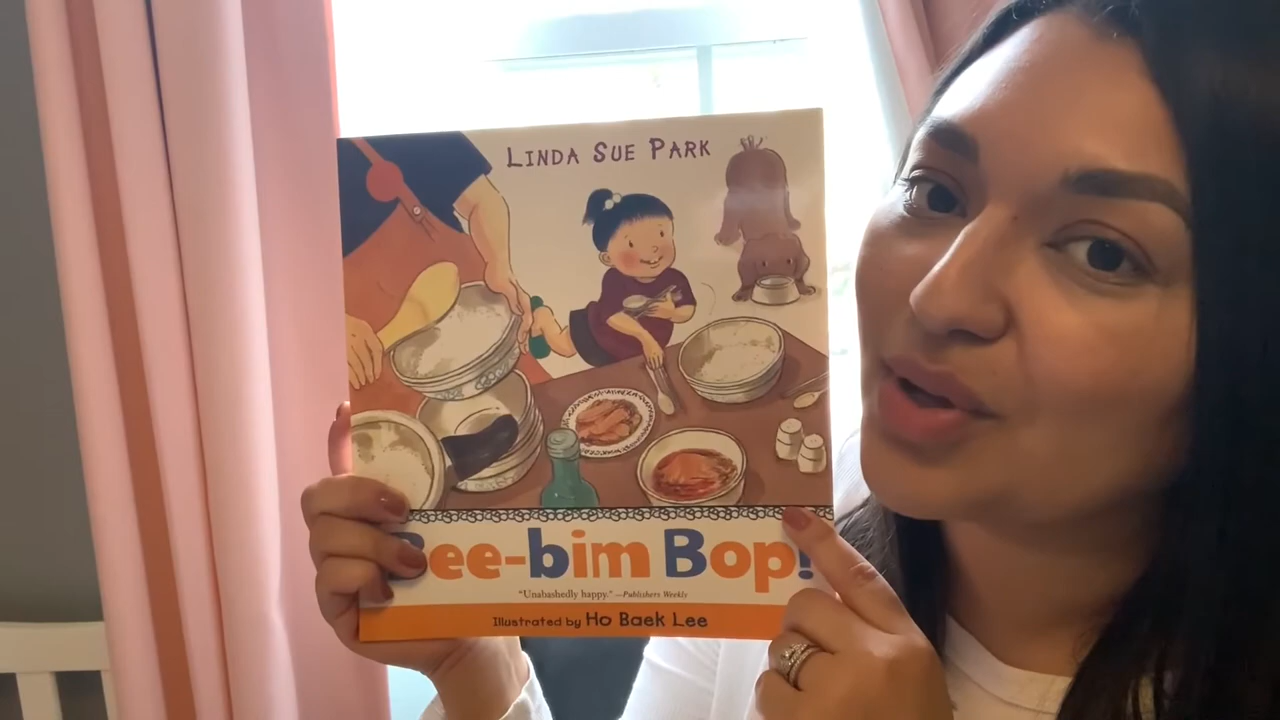 LINDA SUE PARK
Bee-bim Bop!
"Unabashedly happy." —Publishers Weekly
Illustrated by Ho Baek Lee